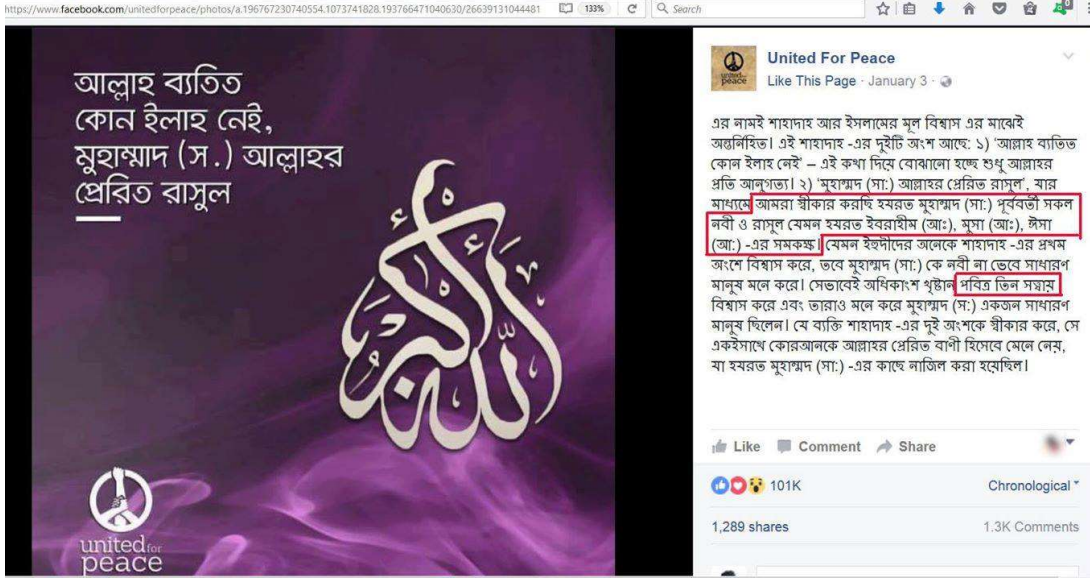 https://www.facebook.com/unitedforpeace/photos/a.196767230740554.1073741828.193766471040630/26639131044481
133%
Search
আল্লাহ ব্যতিত
কোন ইলাহ নেই,
মুহাম্মাদ (স.) আল্লাহর
প্রেরিত রাসুল
الله أكبر
united for
peace
United For Peace
Like This Page · January 3 ·
এর নামই শাহাদাহ আর ইসলামের মূল বিশ্বাস এর মাঝেই
অন্তর্নিহিত। এই শাহাদাহ -এর দুইটি অংশ আছে: ১) 'আল্লাহ ব্যতিত
কোন ইলাহ নেই' – এই কথা দিয়ে বোঝানো হচ্ছে শুধু আল্লাহর
প্রতি আনুগত্য। ২) 'মুহাম্মদ (সা:) আল্লাহর প্রেরিত রাসুল', যার
মাধ্যমে আমরা স্বীকার করছি হযরত মুহাম্মদ (সা:) পূর্ববর্তী সকল
নবী ও রাসূল যেমন হযরত ইবরাহীম (আঃ), মুসা (আঃ), ঈসা
(আ:) -এর সমকক্ষ। যেমন ইহুদীদের অনেকে শাহাদাহ -এর প্রথম
অংশে বিশ্বাস করে, তবে মুহাম্মদ (সা:) কে নবী না ভেবে সাধারণ
মানুষ মনে করে। সেভাবেই অধিকাংশ খৃষ্টান পবিত্র তিন সত্ত্বায়
বিশ্বাস করে এবং তারাও মনে করে মুহাম্মদ (স:) একজন সাধারণ
মানুষ ছিলেন। যে ব্যক্তি শাহাদাহ -এর দুই অংশকে স্বীকার করে, সে
একইসাথে কোরআনকে আল্লাহর প্রেরিত বাণী হিসেবে মেনে নেয়,
যা হযরত মুহাম্মদ (সা:) -এর কাছে নাজিল করা হয়েছিল।
Like Comment Share
101K
Chronological
1,289 shares
1.3K Comments